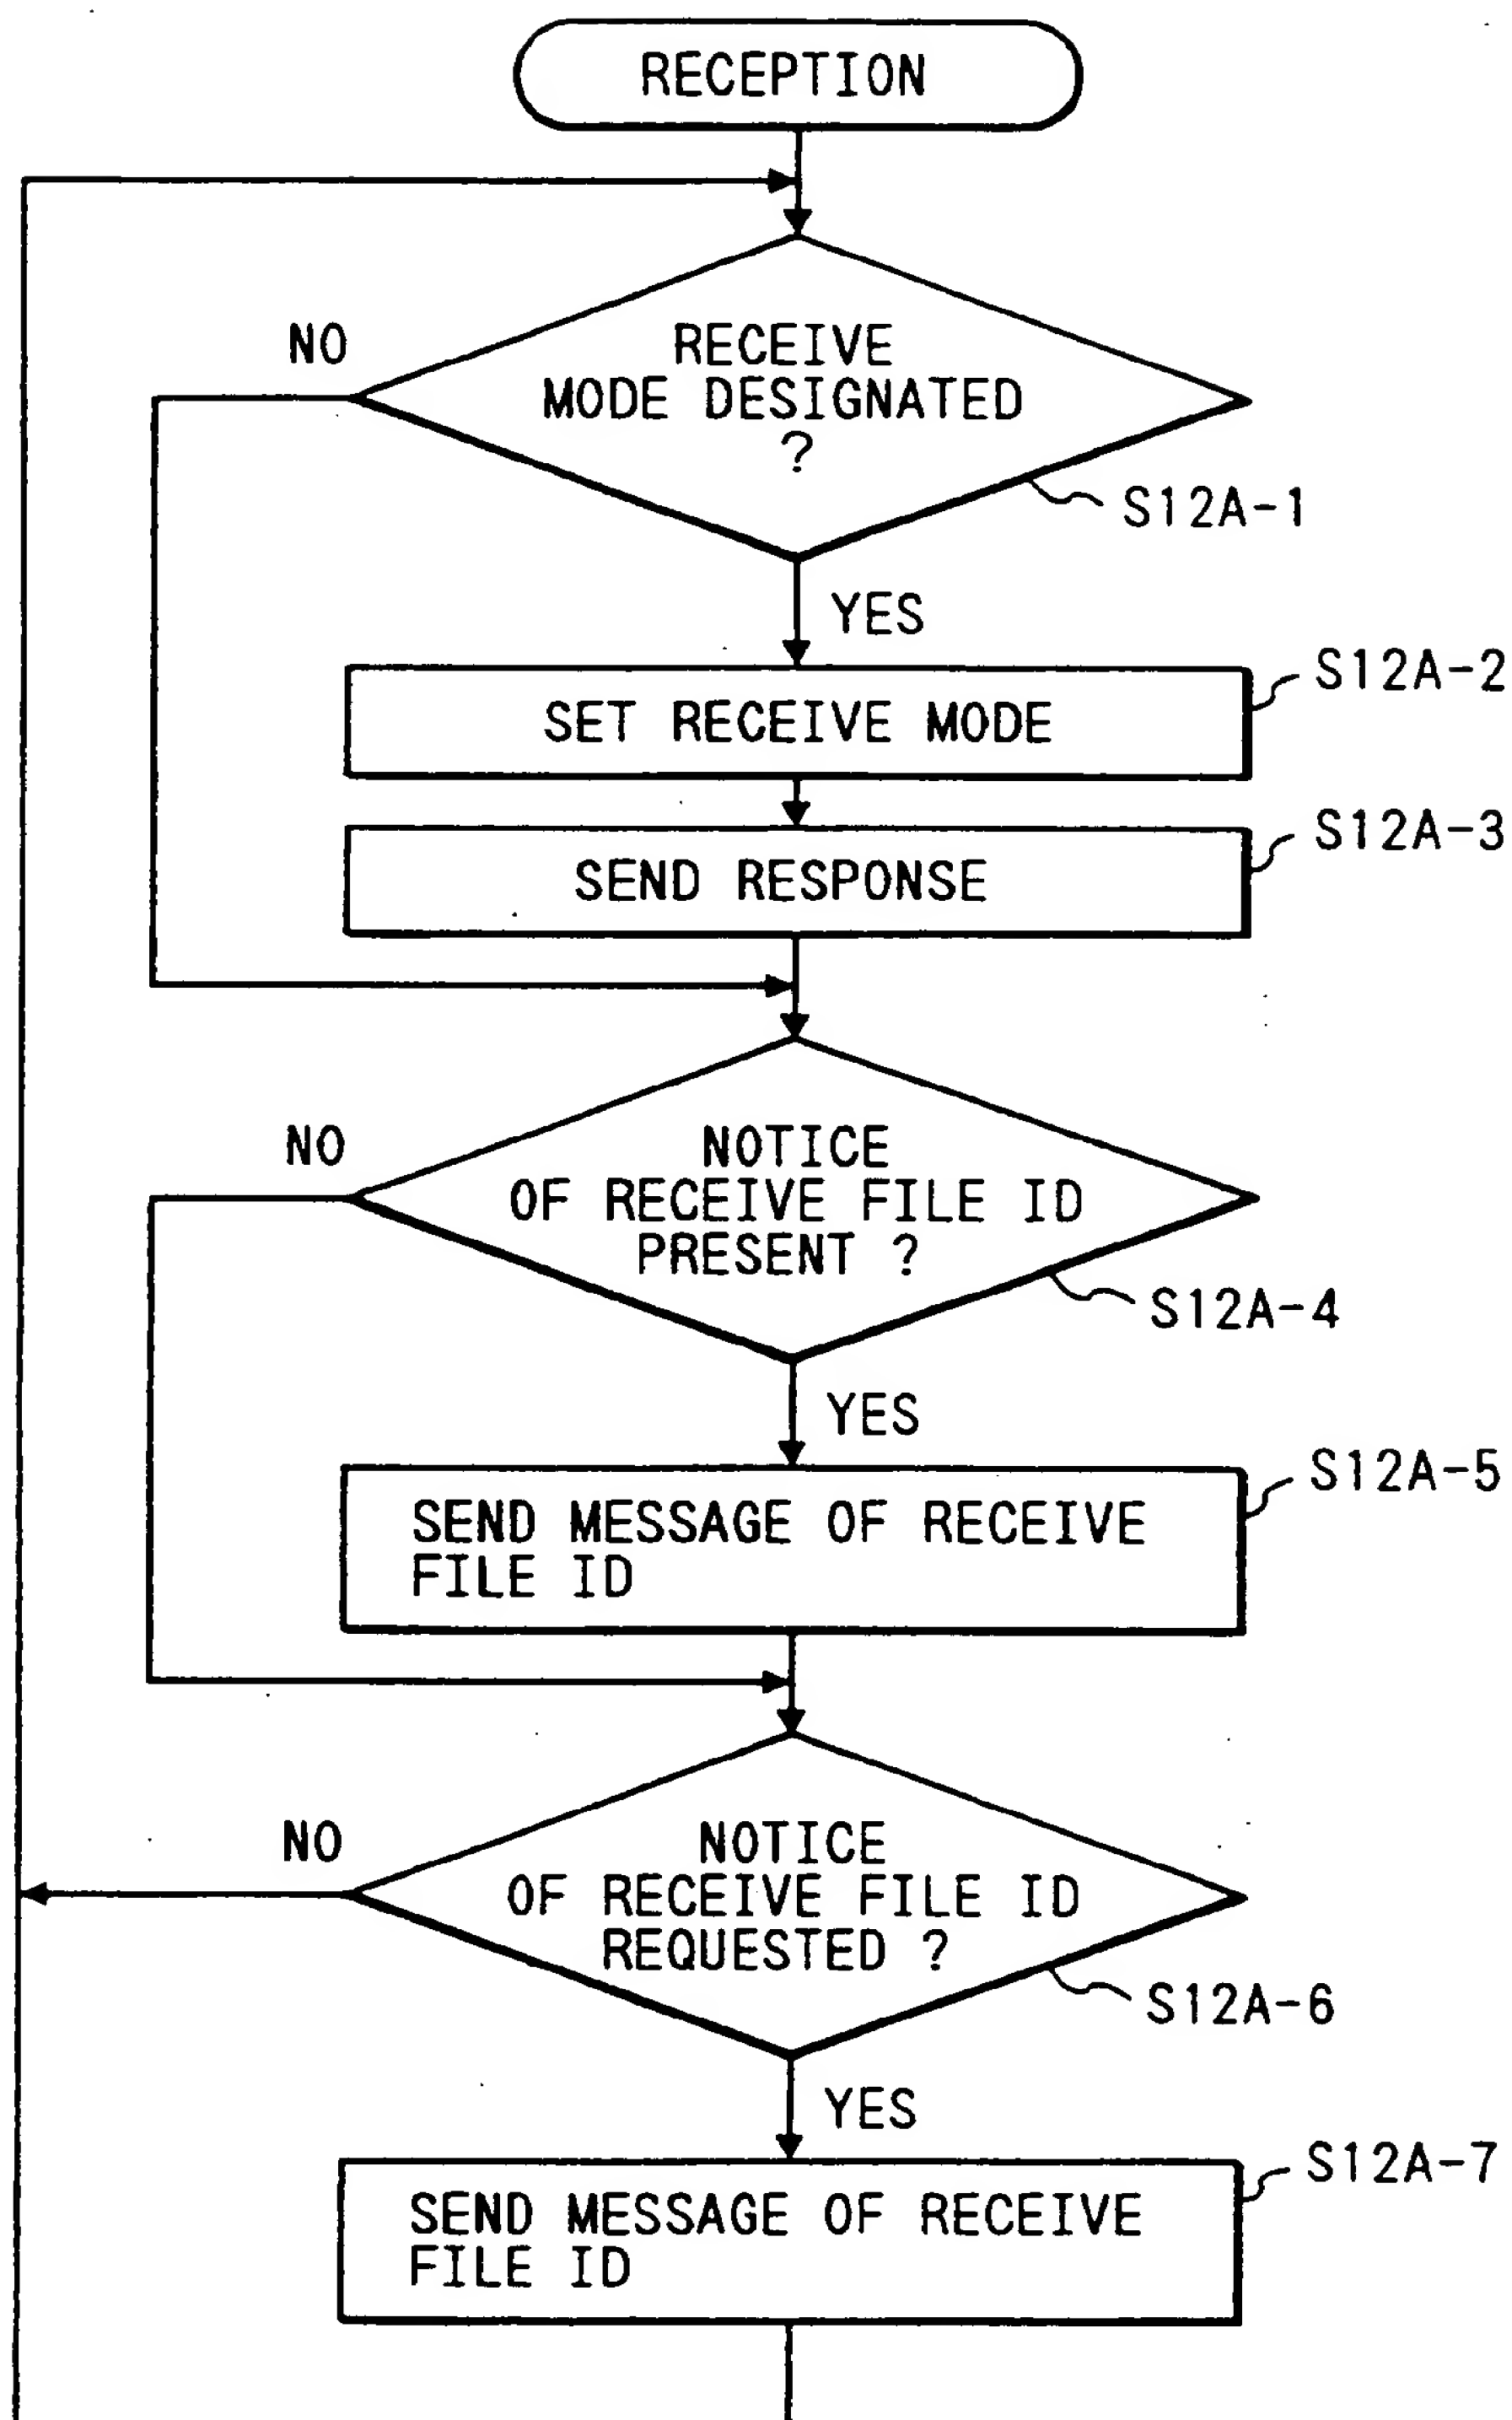 RECEPTION
NO
RECEIVE
MODE DESIGNATED
?
S12A-1
YES
S12A-2
SET RECEIVE MODE
S12A-3
SEND RESPONSE
NO
NOTICE
OF RECEIVE FILE ID
PRESENT ?
S12A-4
YES
S12A-5
SEND MESSAGE OF RECEIVE
FILE ID
NO
NOTICE
OF RECEIVE FILE ID
REQUESTED ?
S12A-6
YES
S12A-7
SEND MESSAGE OF RECEIVE
FILE ID